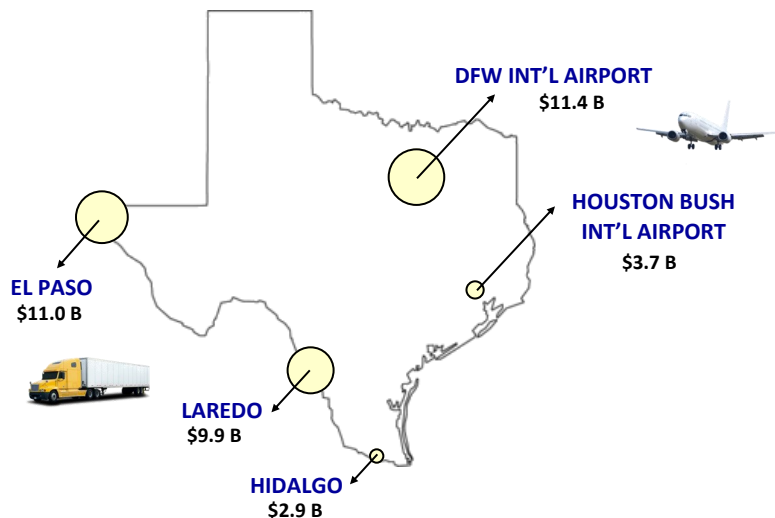 DFW INT’L AIRPORT
$11.4 B
HOUSTON BUSH
INT’L AIRPORT
$3.7 B
EL PASO
$11.0 B
LAREDO
$9.9 B
HIDALGO
$2.9 B